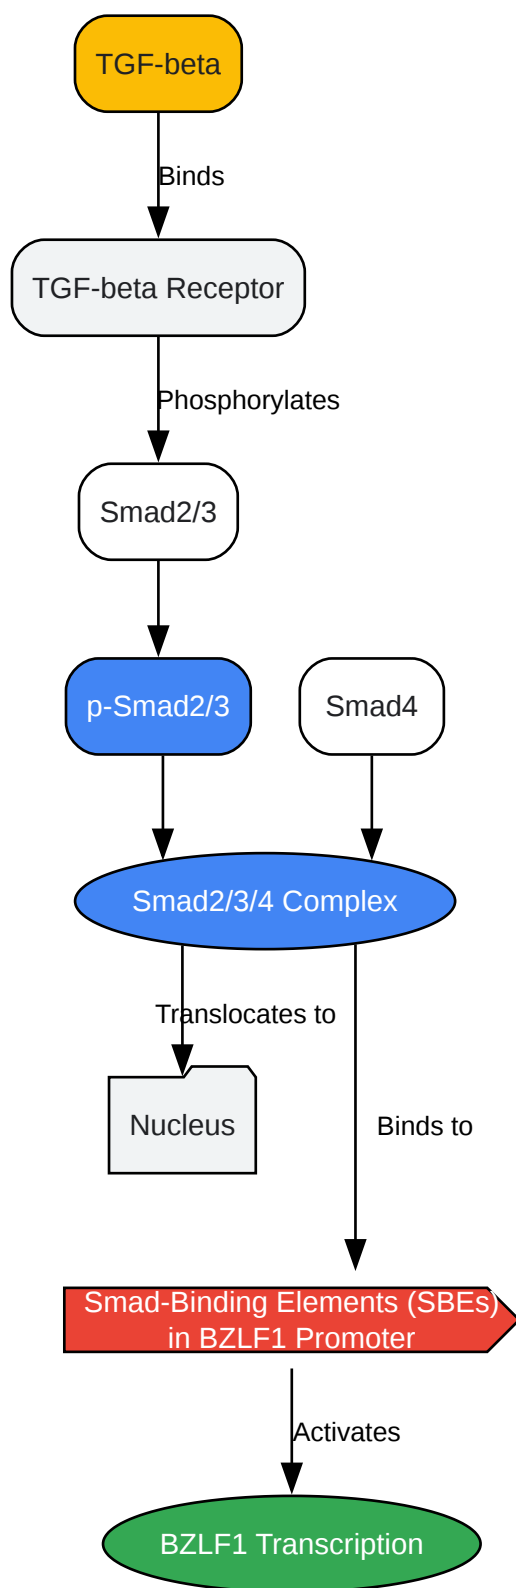 TGF-beta
Binds
TGF-beta Receptor
Phosphorylates
Smad2/3
p-Smad2/3
Smad4
Smad2/3/4 Complex
Translocates to
Nucleus
Binds to
Smad-Binding Elements (SBEs)
in BZLF1 Promoter
Activates
BZLF1 Transcription